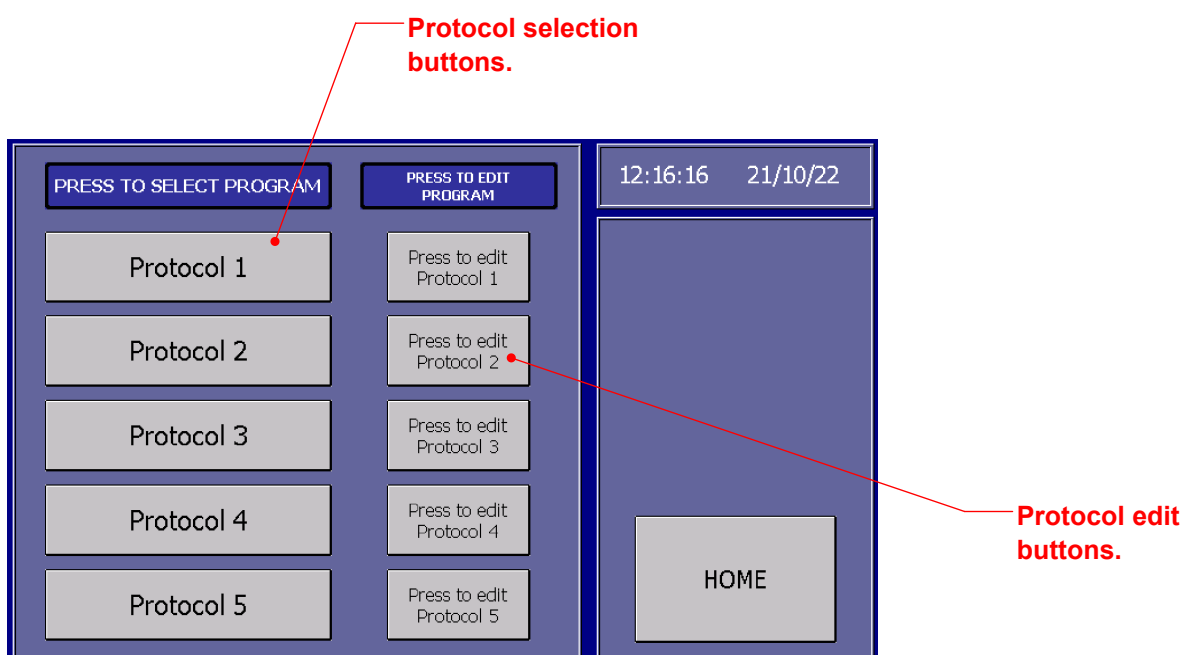 Protocol selection
buttons.
PRESS TO SELECT PROGRAM
PRESS TO EDIT
PROGRAM
12:16:16 21/10/22
Protocol 1
Press to edit
Protocol 1
Protocol 2
Press to edit
Protocol 2
Protocol 3
Press to edit
Protocol 3
Protocol 4
Press to edit
Protocol 4
Protocol 5
Press to edit
Protocol 5
HOME
Protocol edit
buttons.